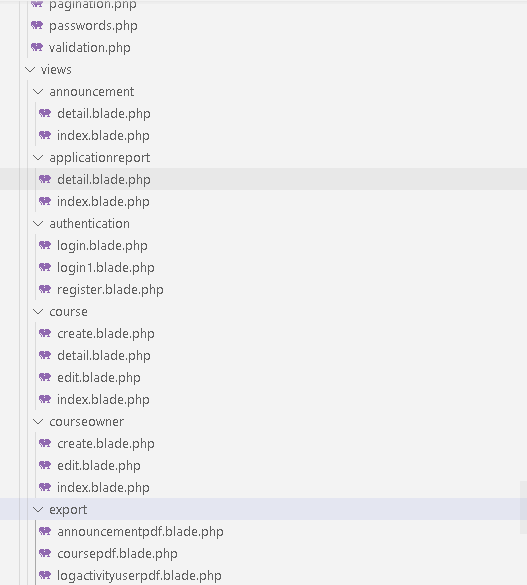 pagination.php
passwords.php
validation.php
views
announcement
detail.blade.php
index.blade.php
applicationreport
detail.blade.php
index.blade.php
authentication
login.blade.php
login1.blade.php
register.blade.php
course
create.blade.php
detail.blade.php
edit.blade.php
index.blade.php
courseowner
create.blade.php
edit.blade.php
index.blade.php
export
announcementpdf.blade.php
coursepdf.blade.php
logactivityuserpdf.blade.php